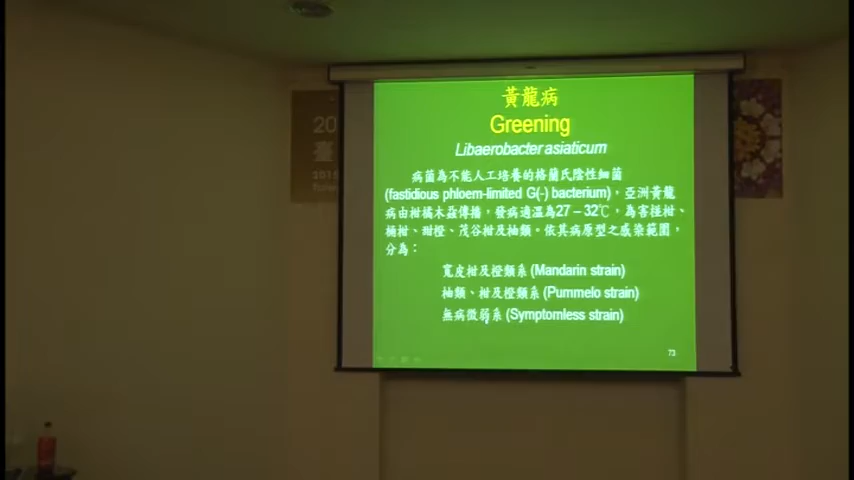 黃龍病
Greening
Libaerobacter asiaticum
病菌為不能人工培養的格蘭氏陰性細菌
(fastidious phloem-limited G(-) bacterium)，亞洲黃龍
病由柑橘木蝨傳播，發病適溫為27－32℃，為害椪柑、
桶柑、甜橙、茂谷柑及柚類。依其病原型之感染範圍，
分為：
寬皮柑及橙類系 (Mandarin strain)
柚類、柑及橙類系 (Pummelo strain)
無病微弱系 (Symptomless strain)
73
20
臺
2015